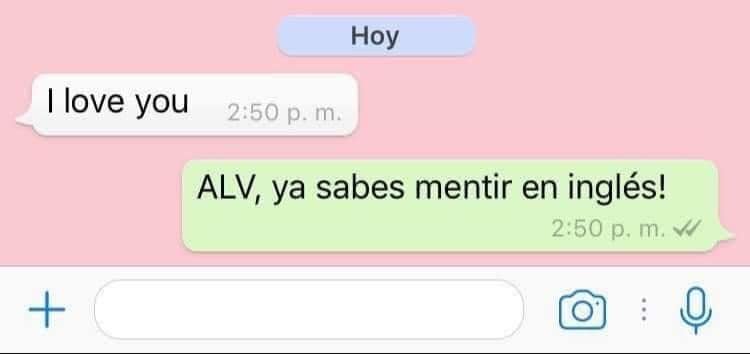 Hoy
I love you
2:50 p. m.
ALV, ya sabes mentir en inglés!
2:50 p. m.